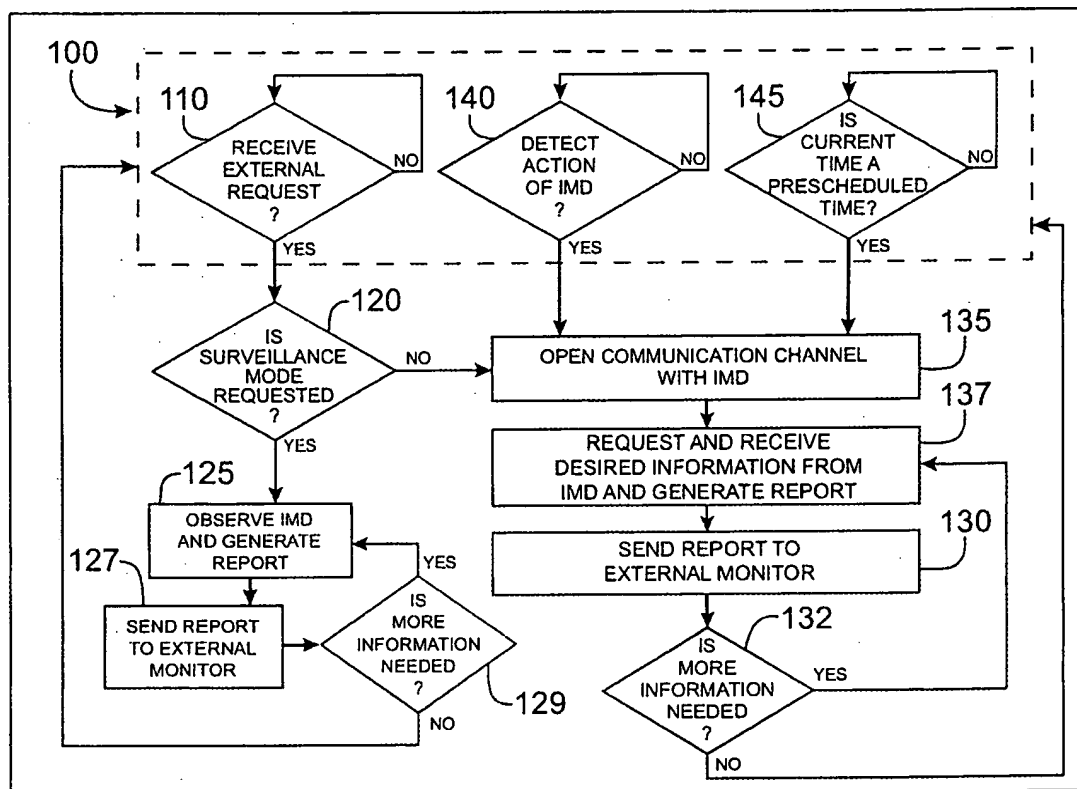 100
110
RECEIVE
EXTERNAL
REQUEST
?
NO
YES
140
DETECT
ACTION
OF IMD
?
NO
YES
145
IS
CURRENT
TIME A
PRESCHEDULED
TIME?
NO
YES
120
IS
SURVEILLANCE
MODE
REQUESTED
?
NO
YES
135
OPEN COMMUNICATION CHANNEL
WITH IMD
137
REQUEST AND RECEIVE
DESIRED INFORMATION FROM
IMD AND GENERATE REPORT
125
OBSERVE IMD
AND GENERATE
REPORT
130
SEND REPORT TO
EXTERNAL MONITOR
127
SEND REPORT
TO EXTERNAL
MONITOR
YES
IS
MORE
INFORMATION
NEEDED
?
129
NO
132
IS
MORE
INFORMATION
NEEDED
?
YES
NO